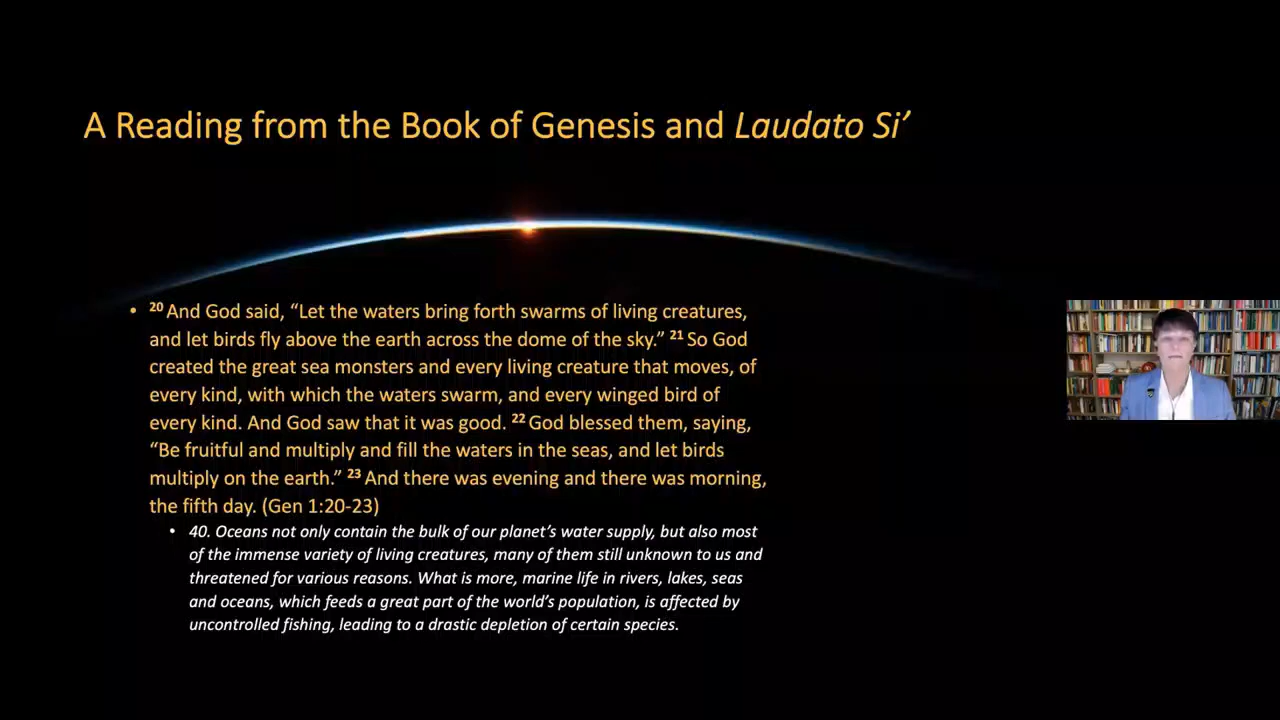 A Reading from the Book of Genesis and Laudato Si’
• 20 And God said, “Let the waters bring forth swarms of living creatures,
and let birds fly above the earth across the dome of the sky.” 21 So God
created the great sea monsters and every living creature that moves, of
every kind, with which the waters swarm, and every winged bird of
every kind. And God saw that it was good. 22 God blessed them, saying,
“Be fruitful and multiply and fill the waters in the seas, and let birds
multiply on the earth.” 23 And there was evening and there was morning,
the fifth day. (Gen 1:20-23)
• 40. Oceans not only contain the bulk of our planet’s water supply, but also most
of the immense variety of living creatures, many of them still unknown to us and
threatened for various reasons. What is more, marine life in rivers, lakes, seas
and oceans, which feeds a great part of the world’s population, is affected by
uncontrolled fishing, leading to a drastic depletion of certain species.